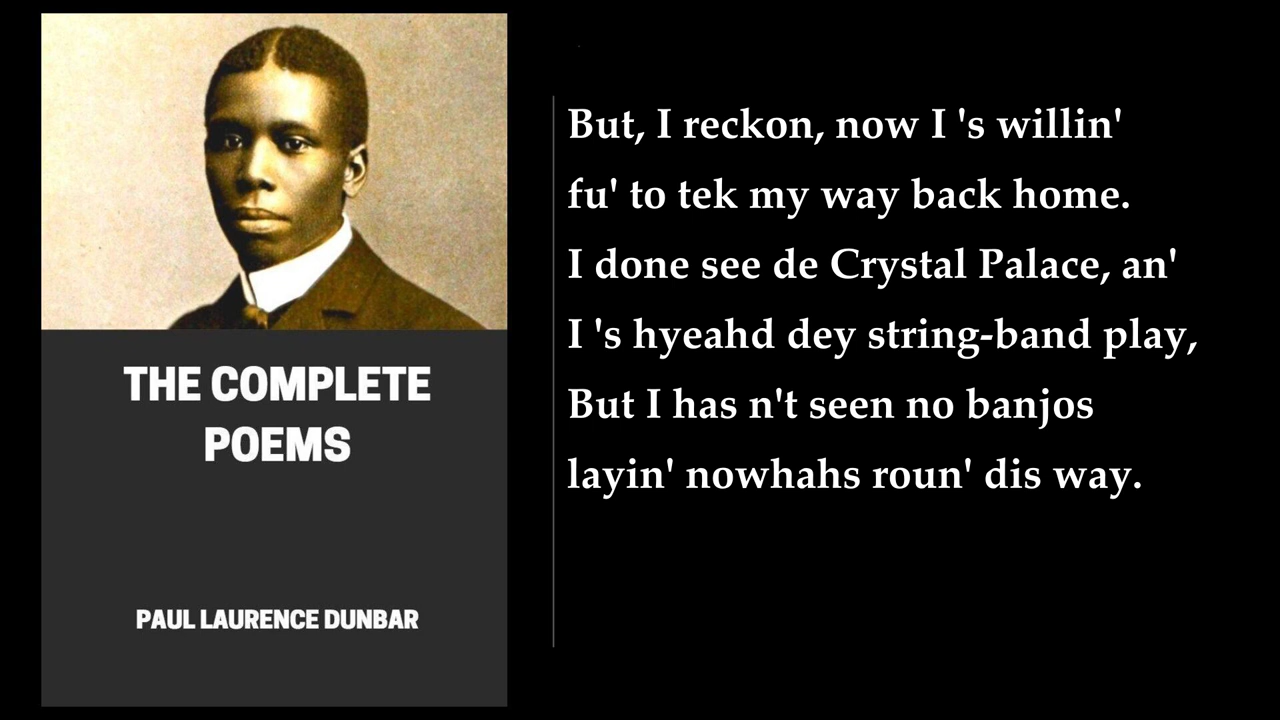 THE COMPLETE
POEMS
PAUL LAURENCE DUNBAR
But, I reckon, now I 's willin'
fu' to tek my way back home.
I done see de Crystal Palace, an'
I 's hyeahd dey string-band play,
But I has n't seen no banjos
layin' nowhahs roun' dis way.